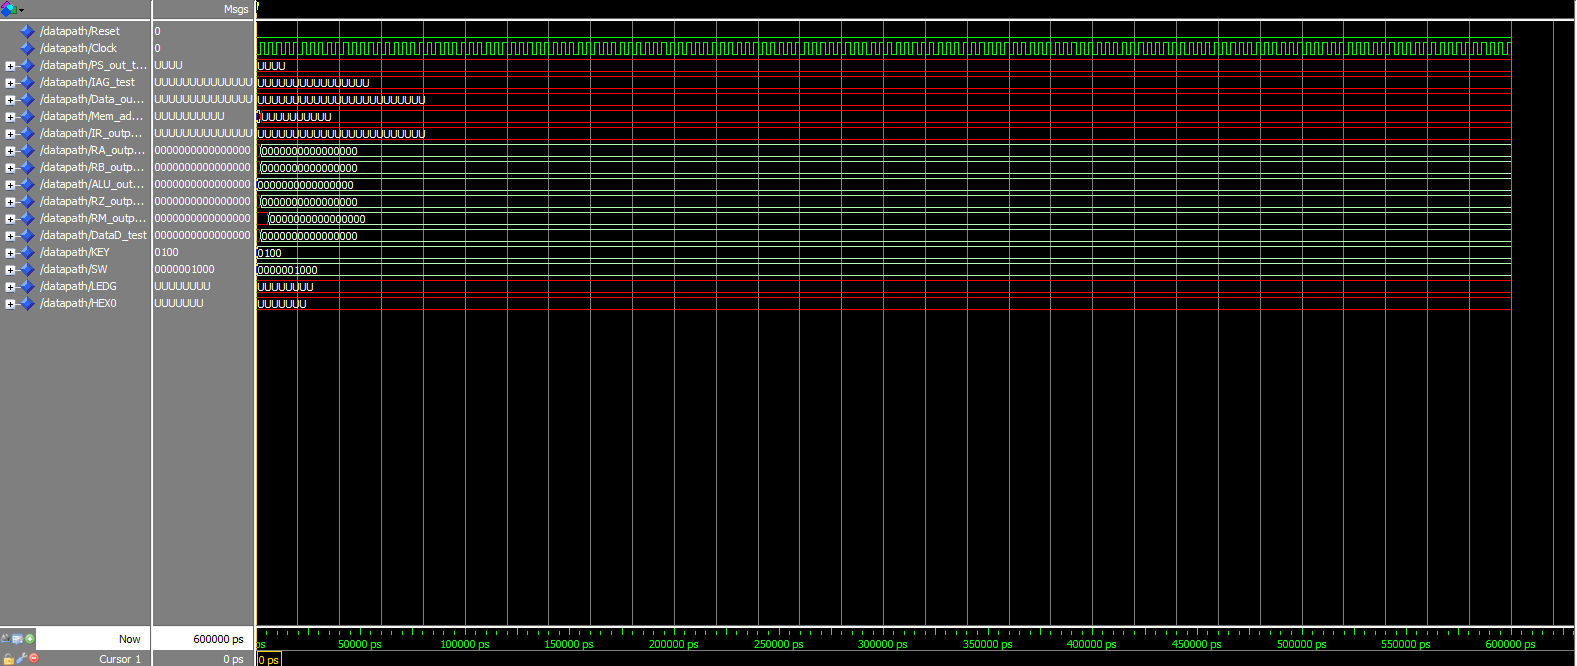 Msgs
/datapath/Reset 0
/datapath/Clock 0
/datapath/PS_out_t... UUUU UUUU
/datapath/IAG_test UUUUUUUUUUUUUU UUUUUUUUUUUUUUUU
/datapath/Data_ou... UUUUUUUUUUUUUU UUUUUUUUUUUUUUUUUUUUUUUU
/datapath/Mem_ad... UUUUUUUUUU UUUUUUUUUU
/datapath/IR_outp... UUUUUUUUUUUUUU UUUUUUUUUUUUUUUUUUUUUUUU
/datapath/RA_outp... 0000000000000000 0000000000000000
/datapath/RB_outp... 0000000000000000 0000000000000000
/datapath/ALU_out... 0000000000000000 0000000000000000
/datapath/RZ_outp... 0000000000000000 0000000000000000
/datapath/RM_outp... 0000000000000000 0000000000000000
/datapath/DataD_test 0000000000000000 0000000000000000
/datapath/KEY 0100 0100
/datapath/SW 0000001000 0000001000
/datapath/LEDG UUUUUUUU UUUUUUUU
/datapath/HEX0 UUUUUUU UUUUUUU
Now 600000 ps ps 50000 ps 100000 ps 150000 ps 200000 ps 250000 ps 300000 ps 350000 ps 400000 ps 450000 ps 500000 ps 550000 ps 600000 ps
Cursor 1 0 ps 0 ps